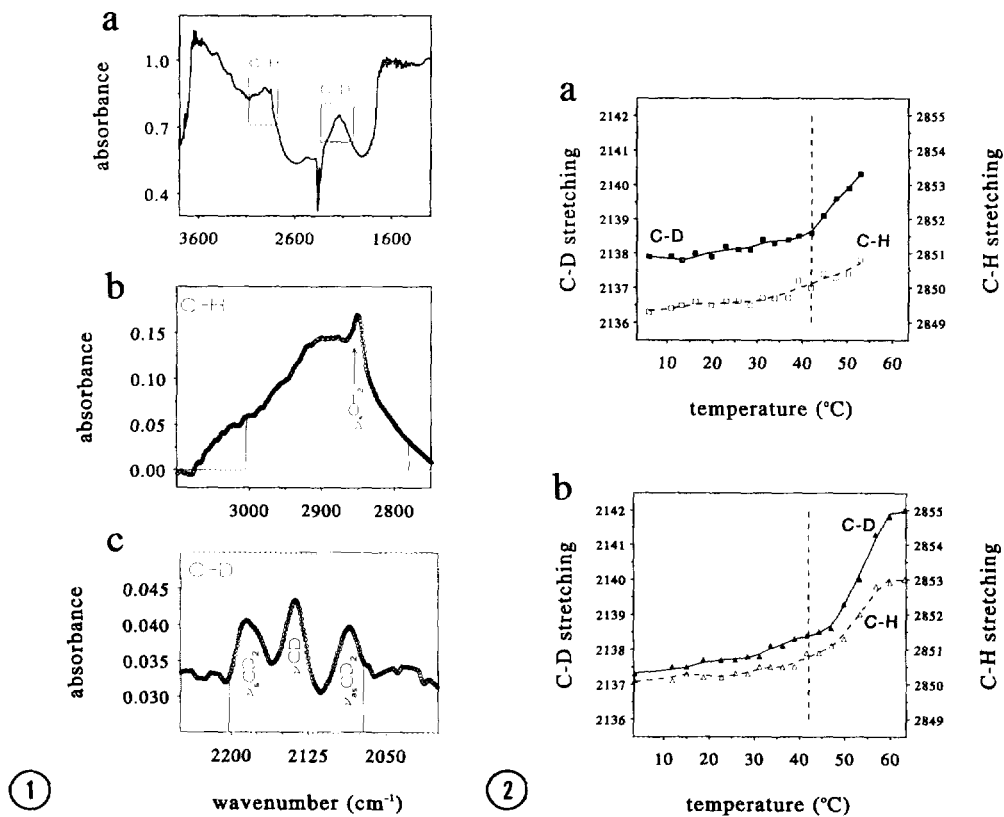 a
absorbance
1.0
0.7
0.4
C-H
C-D
3600 2600 1600
b
C-H
absorbance
0.15
0.10
0.05
0.00
νsCH2
3000 2900 2800
c
C-D
absorbance
0.045
0.040
0.035
0.030
νsCD2
νCD
νasCD2
2200 2125 2050
wavenumber (cm⁻¹)
1
a
C-D stretching
2142
2141
2140
2139
2138
2137
2136
C-D
C-H
2855
2854
2853
2852
2851
2850
2849
C-H stretching
10 20 30 40 50 60
temperature (°C)
b
C-D stretching
2142
2141
2140
2139
2138
2137
2136
C-D
C-H
2855
2854
2853
2852
2851
2850
2849
C-H stretching
10 20 30 40 50 60
temperature (°C)
2